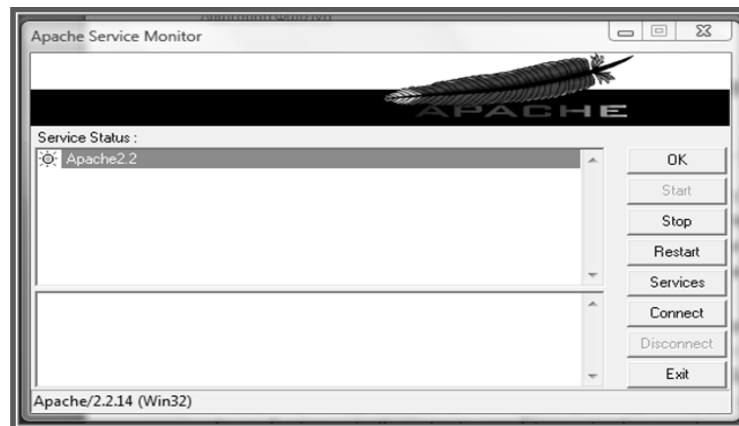 Apache Service Monitor
APACHE
Service Status :
Apache2.2
OK
Start
Stop
Restart
Services
Connect
Disconnect
Exit
Apache/2.2.14 (Win32)